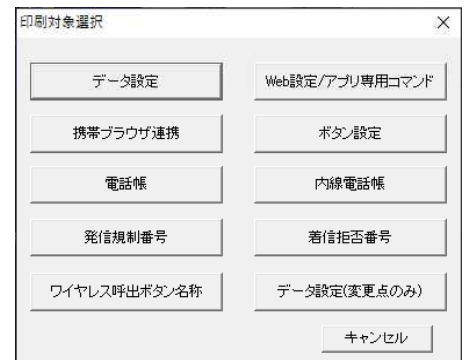 印刷対象選択
データ設定
Web設定/アプリ専用コマンド
携帯ブラウザ連携
ボタン設定
電話帳
内線電話帳
発信規制番号
着信拒否番号
ワイヤレス呼出ボタン名称
データ設定(変更点のみ)
キャンセル